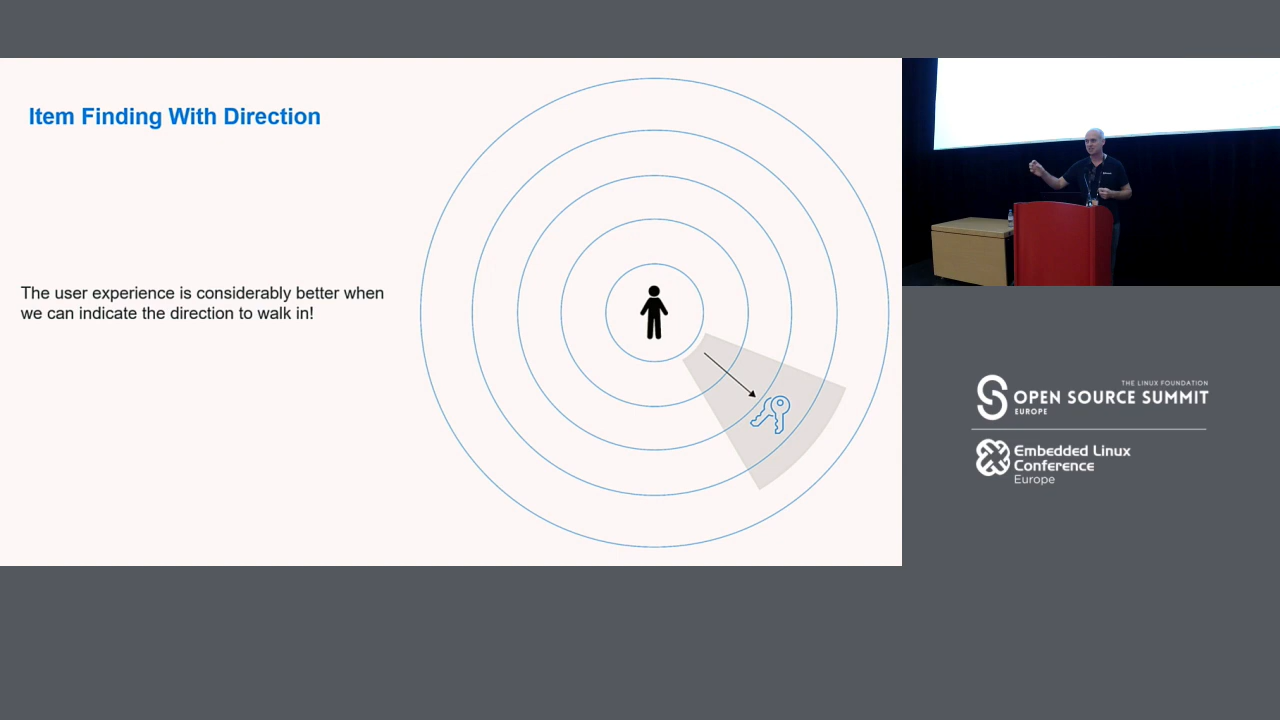 Item Finding With Direction
The user experience is considerably better when
we can indicate the direction to walk in!
THE LINUX FOUNDATION
OPEN SOURCE SUMMIT
EUROPE
Embedded Linux
Conference
Europe